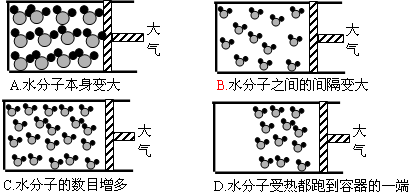 大气
大气
A.水分子本身变大
B.水分子之间的间隔变大
大气
大气
C.水分子的数目增多
D.水分子受热都跑到容器的一端